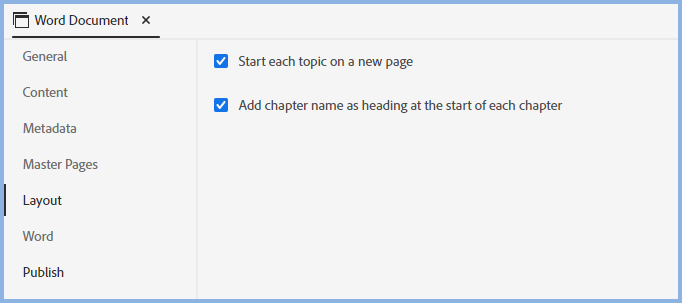 Word Document
General
Content
Metadata
Master Pages
Layout
Word
Publish
Start each topic on a new page
Add chapter name as heading at the start of each chapter